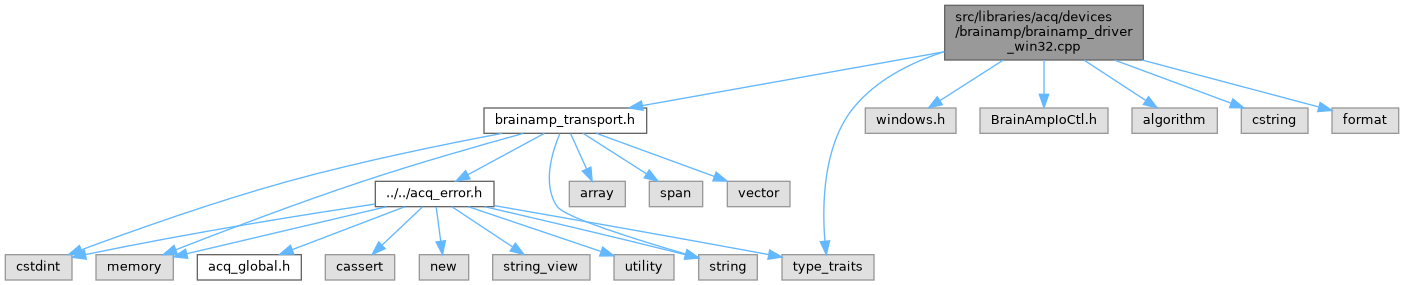 src/libraries/acq/devices
/brainamp/brainamp_driver
_win32.cpp
brainamp_transport.h
windows.h
BrainAmpIoCtl.h
algorithm
cstring
format
../../acq_error.h
array
span
vector
cstdint
memory
acq_global.h
cassert
new
string_view
utility
string
type_traits